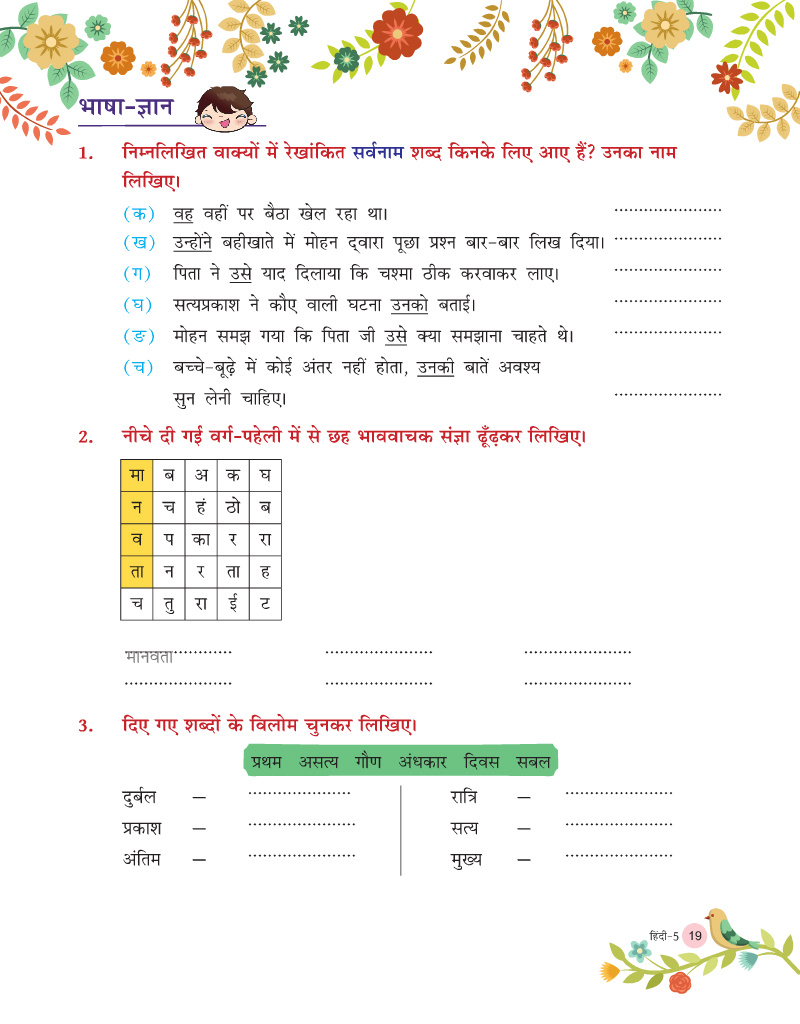 भाषा-ज्ञान
1. निम्नलिखित वाक्यों में रेखांकित सर्वनाम शब्द किनके लिए आए हैं? उनका नाम
लिखिए।
(क) वह वहीं पर बैठा खेल रहा था। ......................
(ख) उन्होंने बहीखाते में मोहन द्वारा पूछा प्रश्न बार-बार लिख दिया। ......................
(ग) पिता ने उसे याद दिलाया कि चश्मा ठीक करवाकर लाए। ......................
(घ) सत्यप्रकाश ने कौए वाली घटना उनको बताई। ......................
(ङ) मोहन समझ गया कि पिता जी उसे क्या समझाना चाहते थे। ......................
(च) बच्चे-बूढ़े में कोई अंतर नहीं होता, उनकी बातें अवश्य
सुन लेनी चाहिए। ......................
2. नीचे दी गई वर्ग-पहेली में से छह भाववाचक संज्ञा ढूँढ़कर लिखिए।
मा ब अ क घ
न च हं ठो ब
व प का र रा
ता न र ता ह
च तु रा ई ट
मानवता............ ...................... ......................
...................... ...................... ......................
3. दिए गए शब्दों के विलोम चुनकर लिखिए।
प्रथम असत्य गौण अंधकार दिवस सबल
दुर्बल – ...................... रात्रि – ......................
प्रकाश – ...................... सत्य – ......................
अंतिम – ...................... मुख्य – ......................
हिंदी-5 19